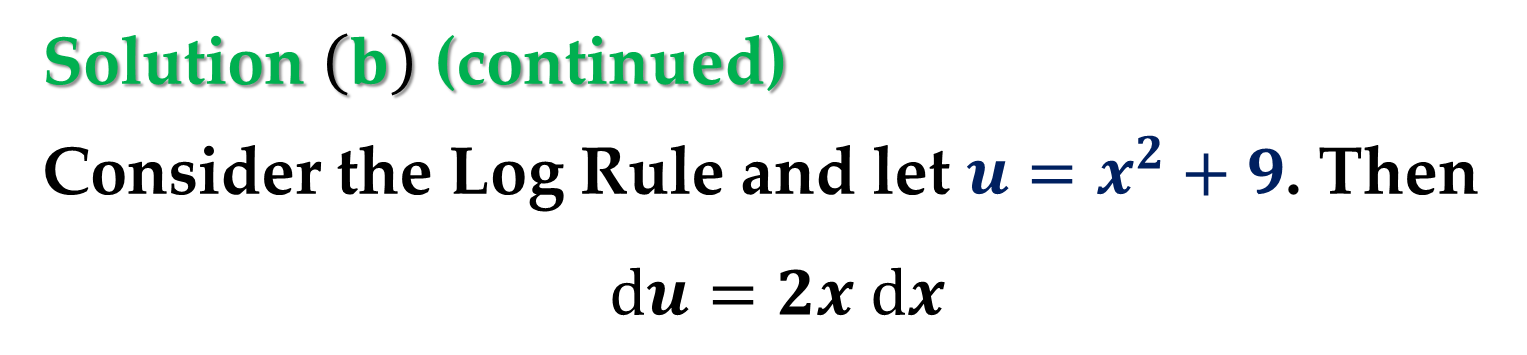 Solution (b) (continued)
Consider the Log Rule and let u = x² + 9. Then
du = 2x dx